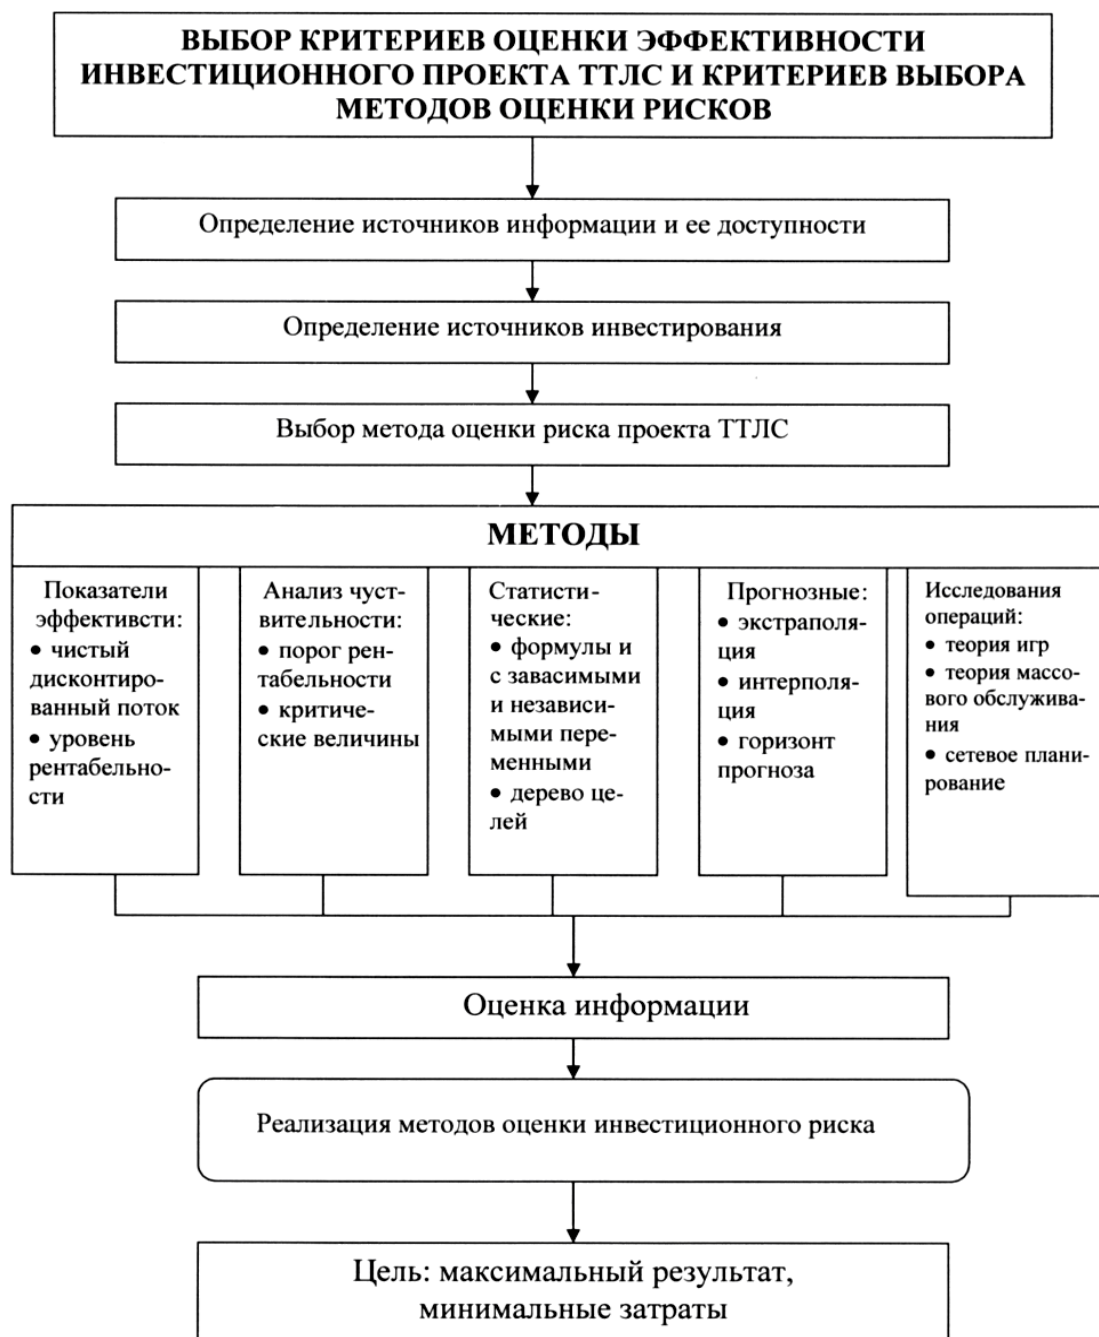 ВЫБОР КРИТЕРИЕВ ОЦЕНКИ ЭФФЕКТИВНОСТИ
ИНВЕСТИЦИОННОГО ПРОЕКТА ТТЛС И КРИТЕРИЕВ ВЫБОРА
МЕТОДОВ ОЦЕНКИ РИСКОВ
Определение источников информации и ее доступности
Определение источников инвестирования
Выбор метода оценки риска проекта ТТЛС
МЕТОДЫ
Показатели
эффективсти:
• чистый
дисконтиро-
ванный поток
• уровень
рентабельно-
сти
Анализ чуст-
вительности:
• порог рен-
табельности
• критиче-
ские величины
Статисти-
ческие:
• формулы и
с завасимыми
и независи-
мыми пере-
менными
• дерево це-
лей
Прогнозные:
• экстраполя-
ция
• интерполя-
ция
• горизонт
прогноза
Исследования
операций:
• теория игр
• теория массо-
вого обслужива-
ния
• сетевое плани-
рование
Оценка информации
Реализация методов оценки инвестиционного риска
Цель: максимальный результат,
минимальные затраты